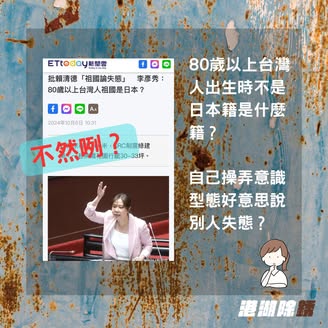 ETtoday新聞雲
批賴清德「祖國論失態」 李彥秀：
80歲以上台灣人祖國是日本？
不然咧？
80歲以上台灣
人出生時不是
日本籍是什麼
籍？
自己操弄意識
型態好意思說
別人失態？
港湖除銹